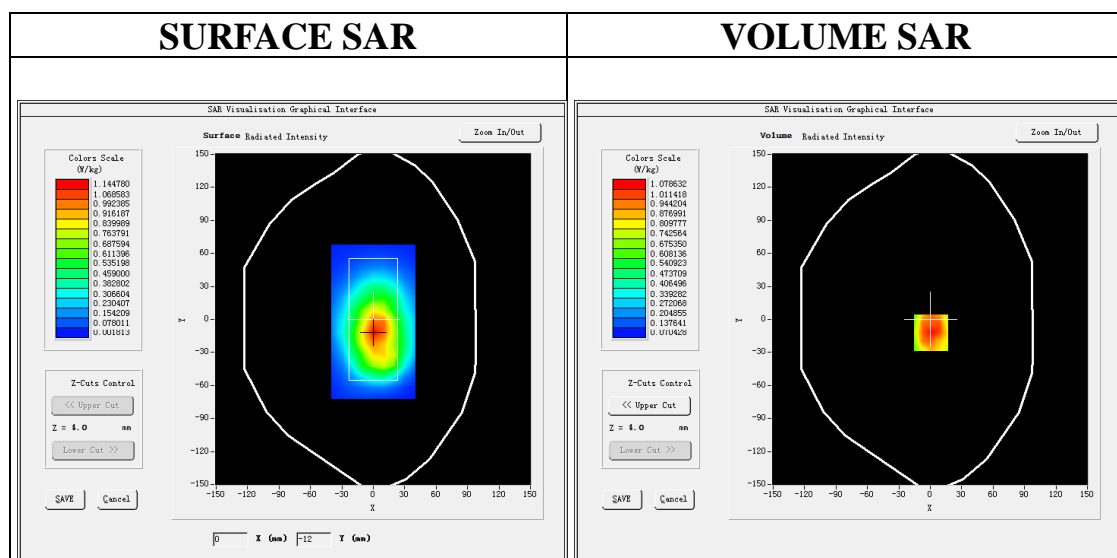 SURFACE SAR
VOLUME SAR
SAR Visualisation Graphical Interface
Surface Radiated Intensity
Zoom In/Out
Colors Scale
(W/kg)
1.144780
1.068583
0.992385
0.916187
0.839989
0.763791
0.687594
0.611396
0.535198
0.459000
0.382802
0.306604
0.230407
0.154209
0.078011
0.001813
150
120
90
60
30
0
-30
-60
-90
-120
-150
Y
-150 -120 -90 -60 -30 0 30 60 90 120 150
X
Z-Cuts Control
<< Upper Cut
Z = 4.0 mm
Lower Cut >>
SAVE Cancel
0 X (mm) -12 Y (mm)
SAR Visualisation Graphical Interface
Volume Radiated Intensity
Zoom In/Out
Colors Scale
(W/kg)
1.078632
1.011418
0.944204
0.876991
0.809777
0.742564
0.675350
0.608136
0.540923
0.473709
0.406496
0.339282
0.272068
0.204855
0.137641
0.070428
150
120
90
60
30
0
-30
-60
-90
-120
-150
Y
-150 -120 -90 -60 -30 0 30 60 90 120 150
X
Z-Cuts Control
<< Upper Cut
Z = 4.0 mm
Lower Cut >>
SAVE Cancel